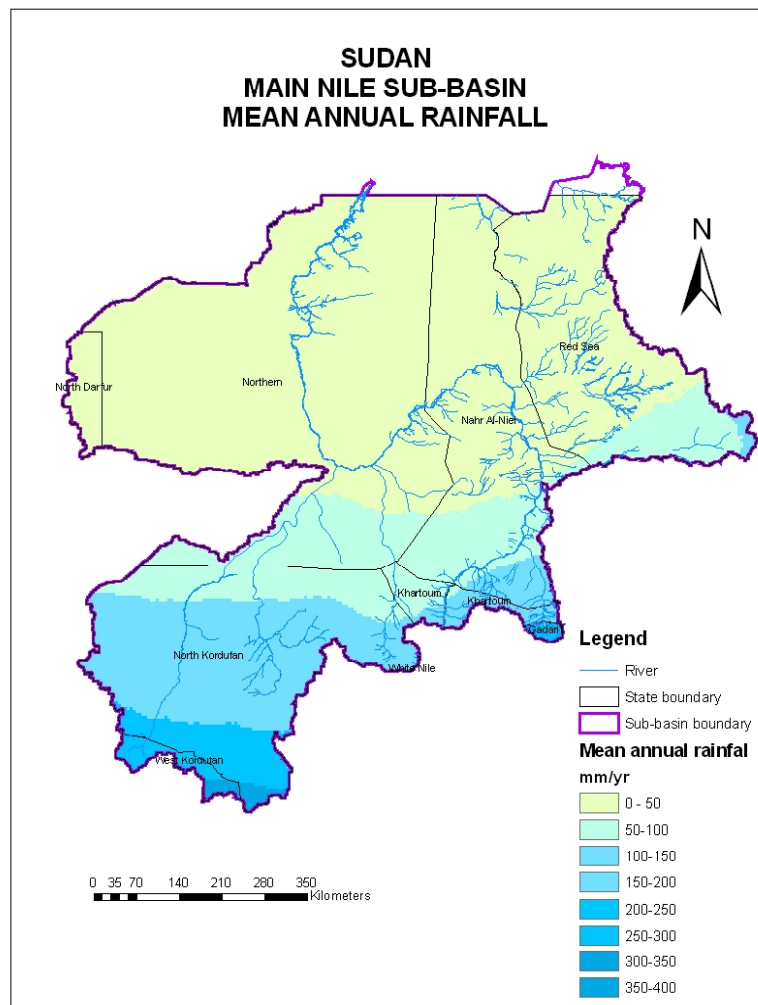 SUDAN
MAIN NILE SUB-BASIN
MEAN ANNUAL RAINFALL
N
Red Sea
North Darfur
Northern
Nahr Al-Niel
Khartoum
Khartoum
Gadari
North Kordufan
White Nile
West Kordufan
Legend
River
State boundary
Sub-basin boundary
Mean annual rainfal
mm/yr
0 - 50
50-100
100-150
150-200
200-250
250-300
300-350
350-400
0 35 70 140 210 280 350
Kilometers